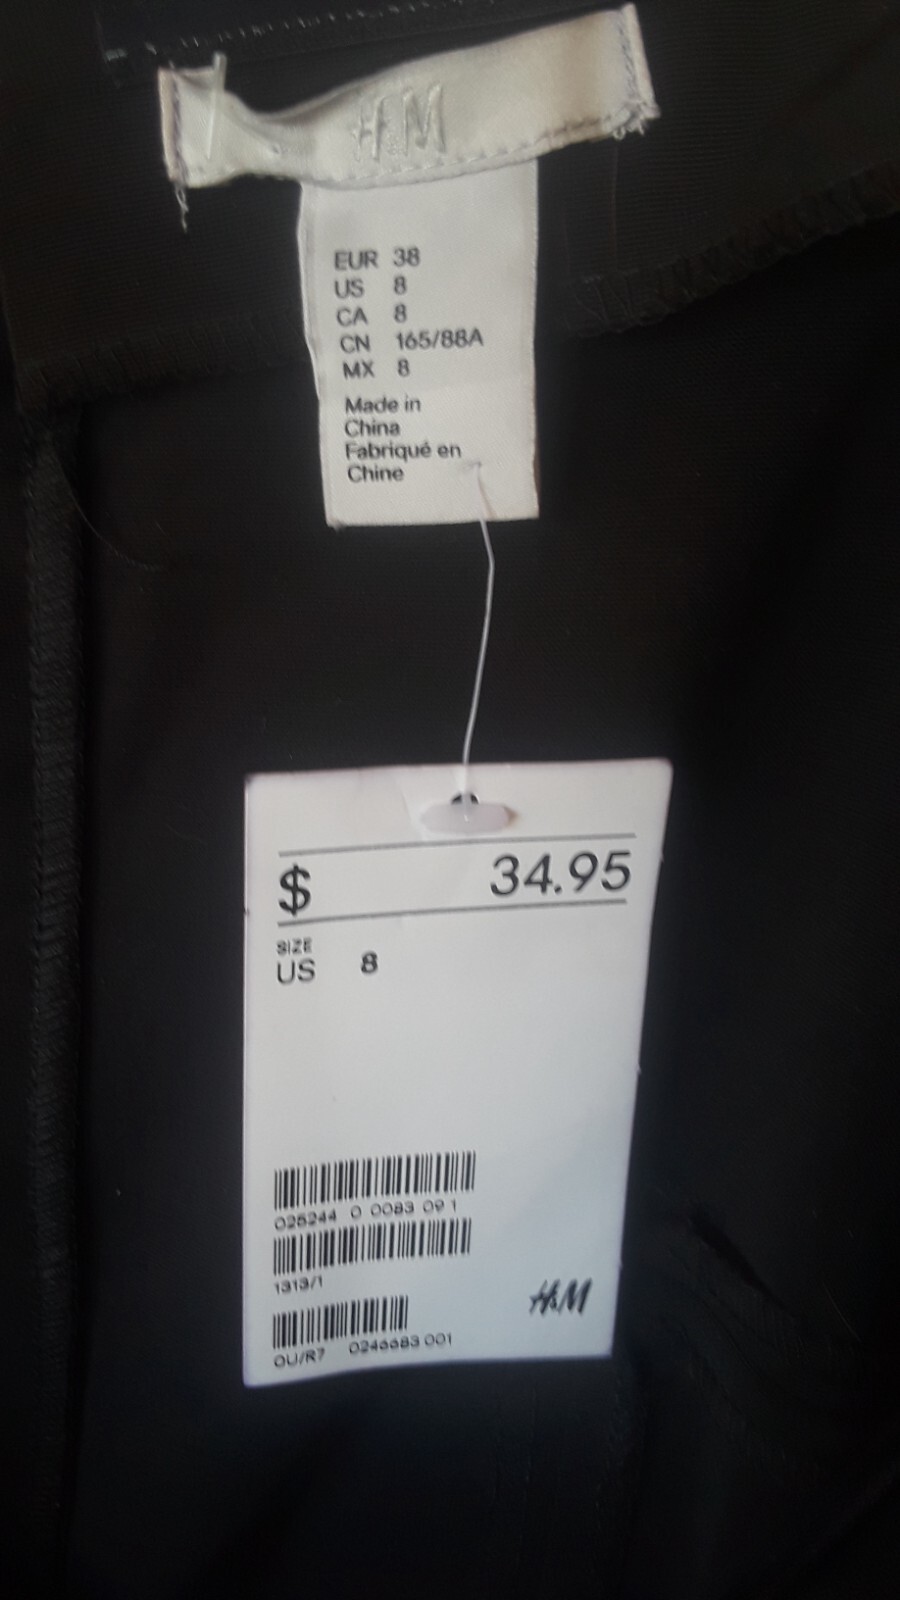 H&M
EUR 38
US 8
CA 8
CN 165/88A
MX 8
Made in
China
Fabriqué en
Chine
$ 34.95
SIZE
US 8
025244 0 0083 09 1
1313/1
H&M
OU/R7 0246683 001